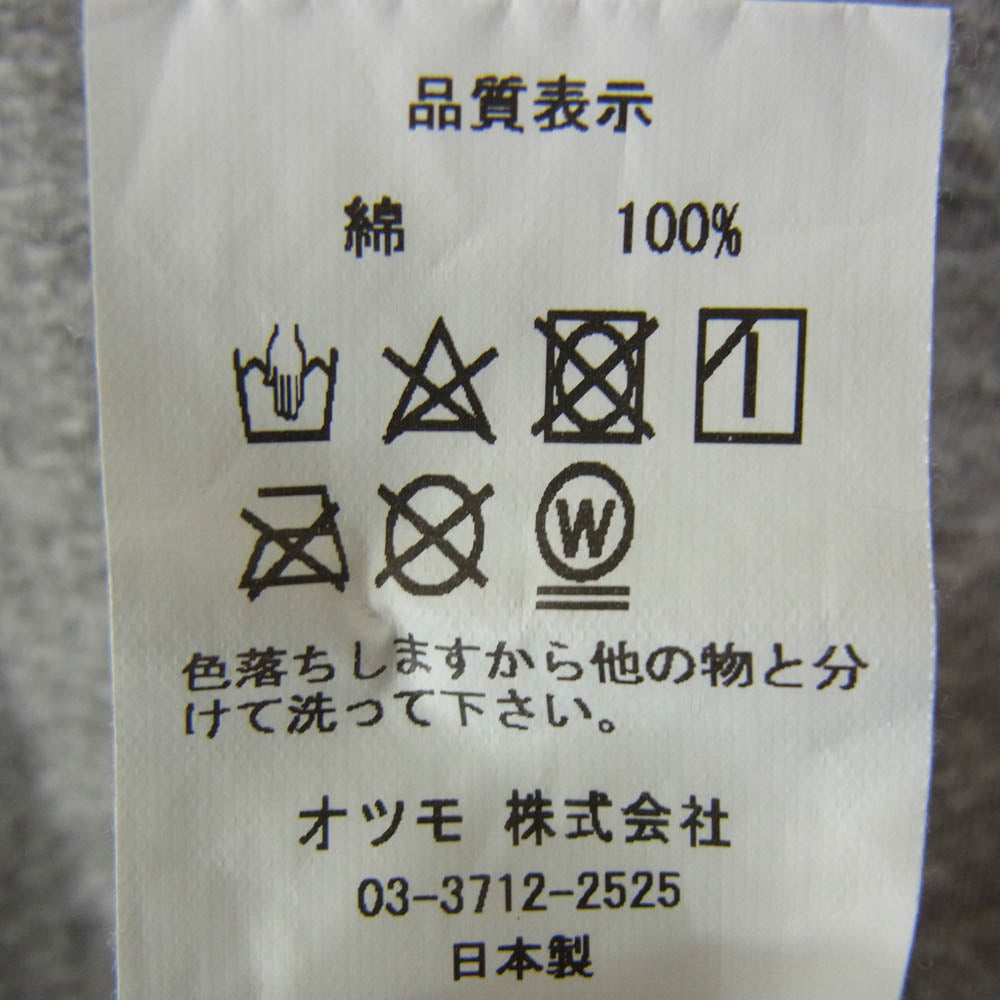 品質表示
綿 100%
W
色落ちしますから他の物と分
けて洗って下さい。
オツモ 株式会社
03-3712-2525
日本製